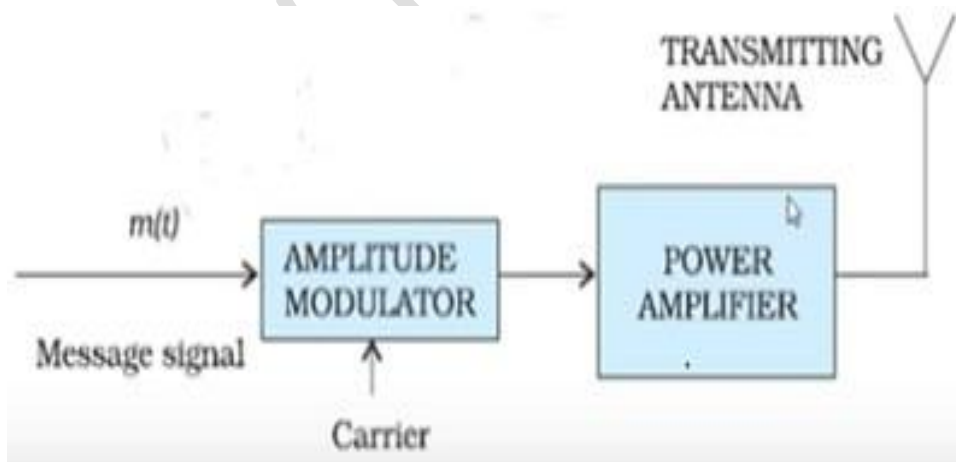 TRANSMITTING
ANTENNA
m(t)
AMPLITUDE
MODULATOR
POWER
AMPLIFIER
Message signal
Carrier